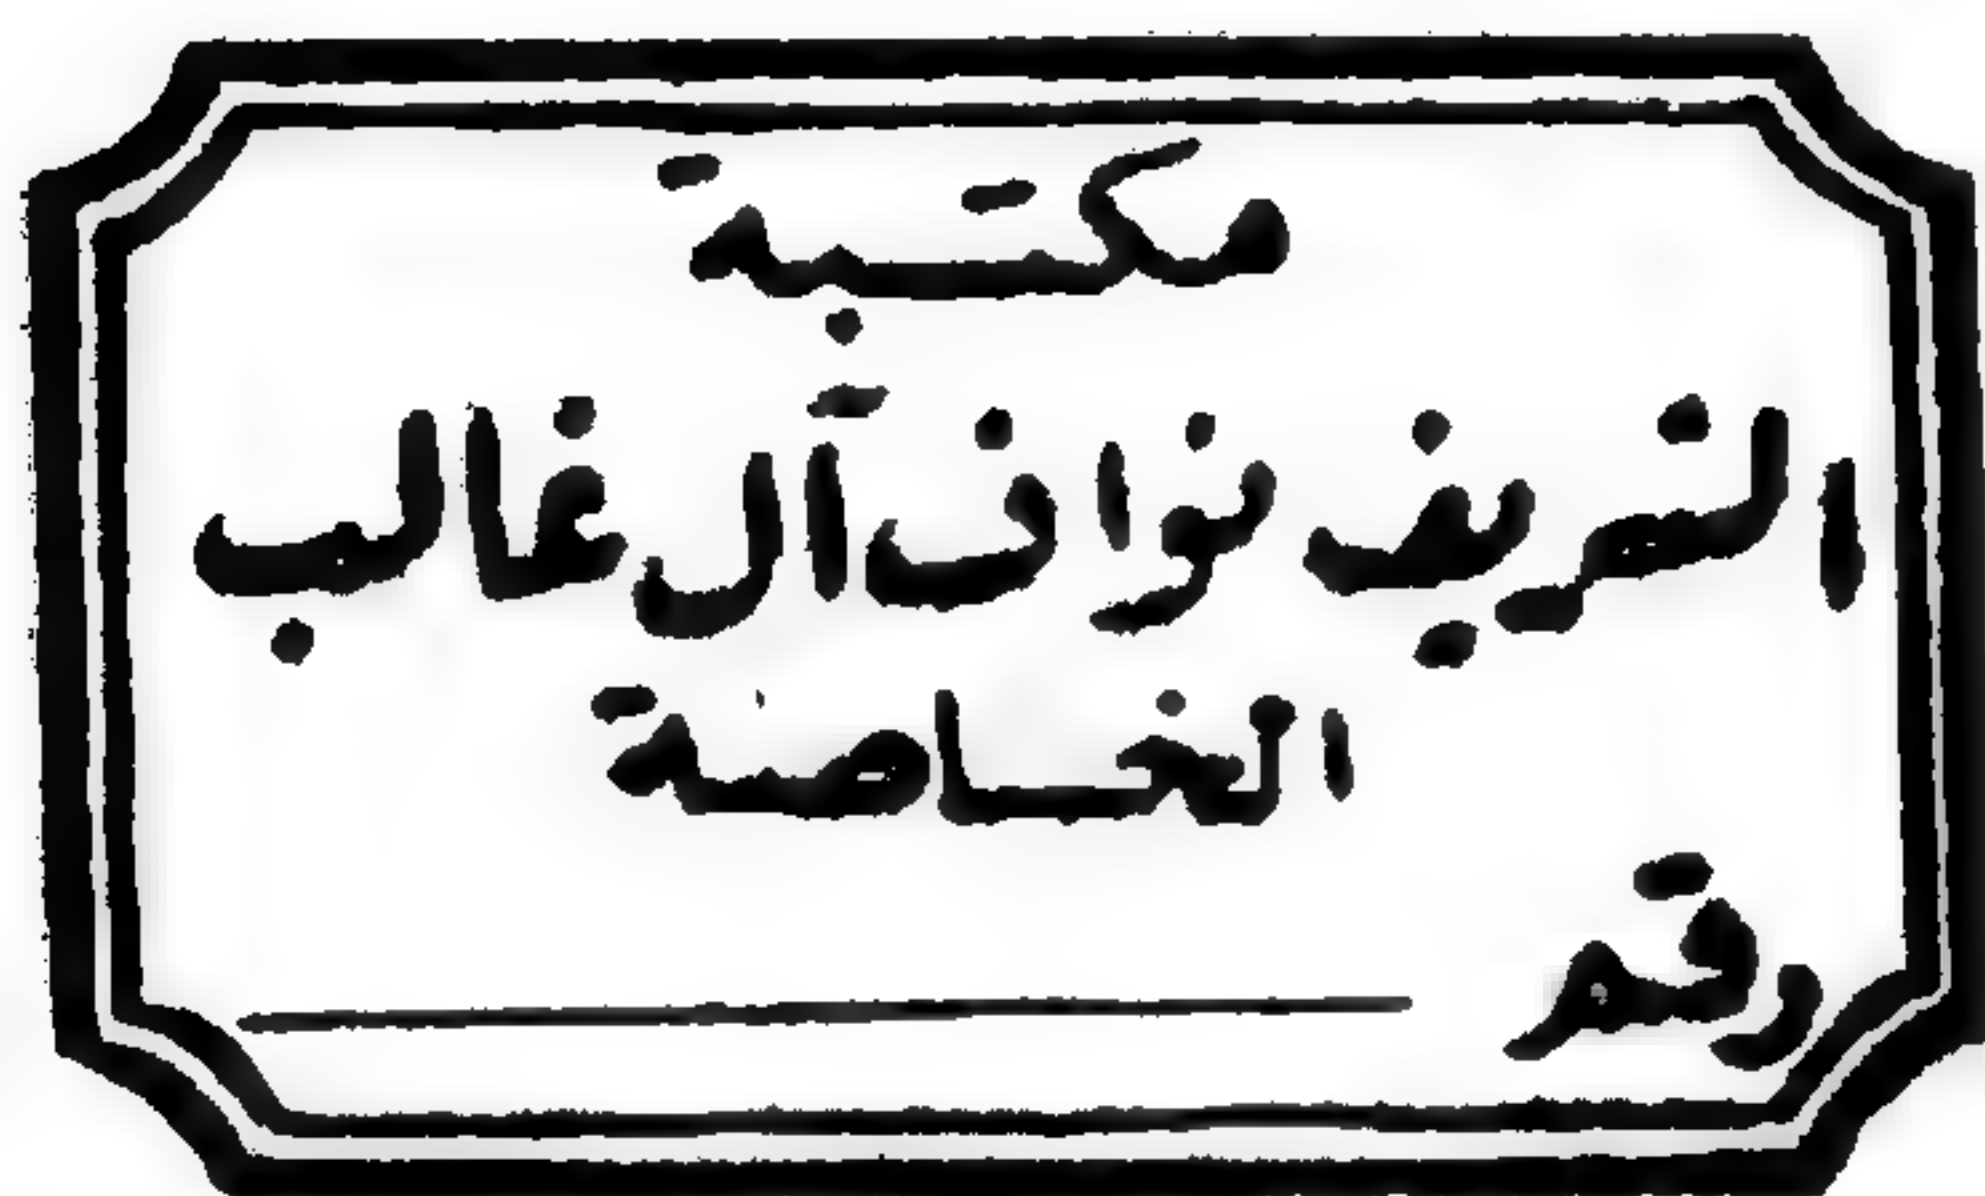 مكتبة
الشريف نواف آل غالب
الخاصة
رقم